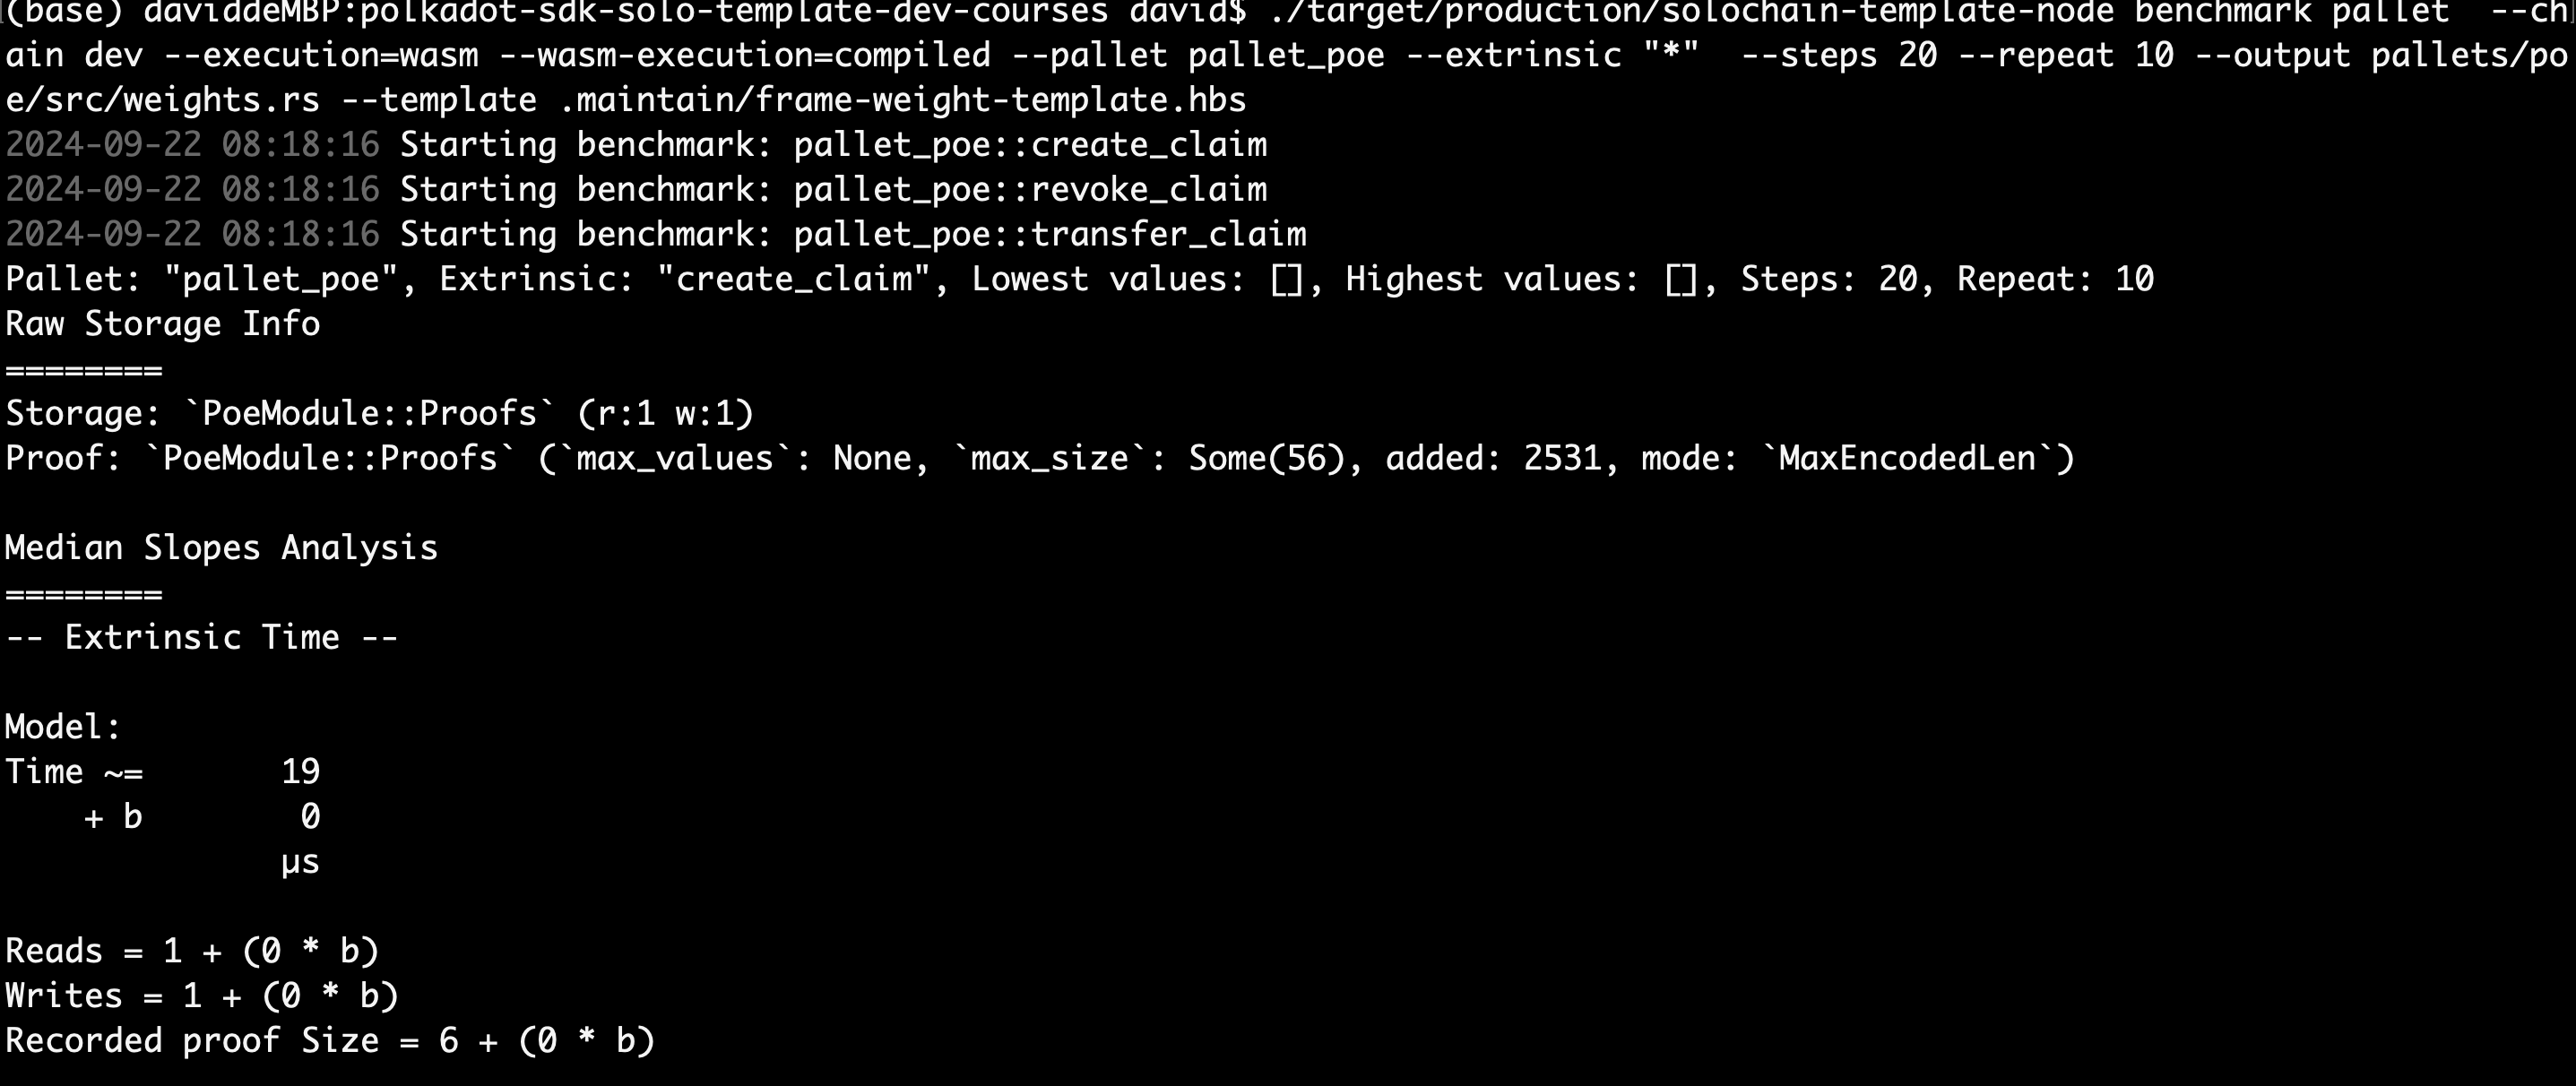 (base) daviddeMBP:polkadot-sdk-solo-template-dev-courses david$ ./target/production/solochain-template-node benchmark pallet  --ch
ain dev --execution=wasm --wasm-execution=compiled --pallet pallet_poe --extrinsic "*"  --steps 20 --repeat 10 --output pallets/po
e/src/weights.rs --template .maintain/frame-weight-template.hbs
2024-09-22 08:18:16 Starting benchmark: pallet_poe::create_claim
2024-09-22 08:18:16 Starting benchmark: pallet_poe::revoke_claim
2024-09-22 08:18:16 Starting benchmark: pallet_poe::transfer_claim
Pallet: "pallet_poe", Extrinsic: "create_claim", Lowest values: [], Highest values: [], Steps: 20, Repeat: 10
Raw Storage Info
========
Storage: `PoeModule::Proofs` (r:1 w:1)
Proof: `PoeModule::Proofs` (`max_values`: None, `max_size`: Some(56), added: 2531, mode: `MaxEncodedLen`)
Median Slopes Analysis
========
-- Extrinsic Time --
Model:
Time ~=       19
    + b        0
              µs
Reads = 1 + (0 * b)
Writes = 1 + (0 * b)
Recorded proof Size = 6 + (0 * b)